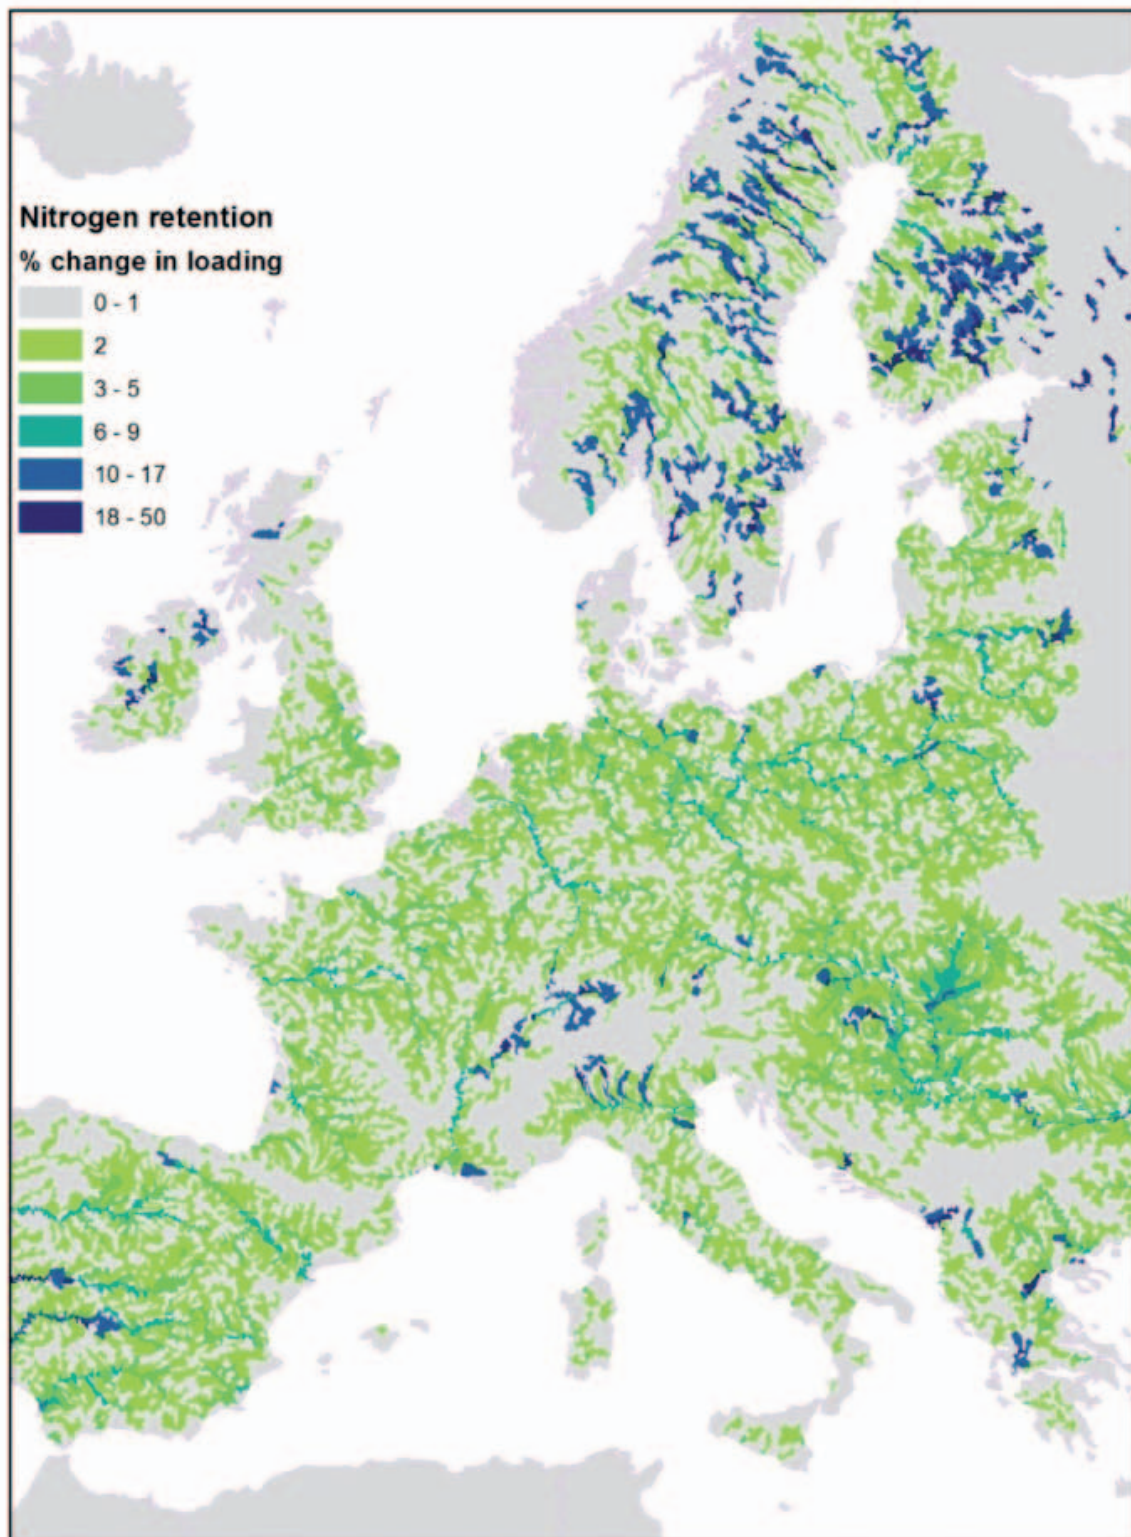 Nitrogen retention
% change in loading
0 - 1
2
3 - 5
6 - 9
10 - 17
18 - 50